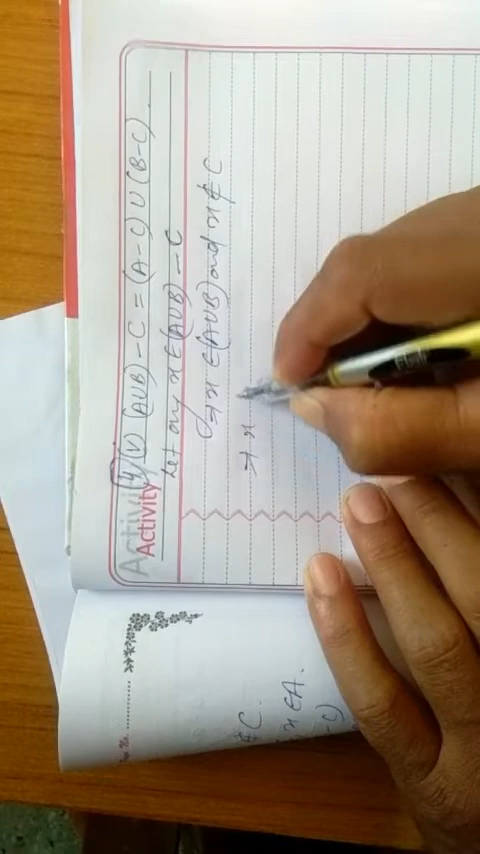 Activity
4) (v) (A∪B) - C = (A-C) ∪ (B-C).
Let any x ∈ (A∪B) - C
⇒ x ∈ (A∪B) and x ∉ C
⇒ x
∉ C.
x ∈ A.
-C)